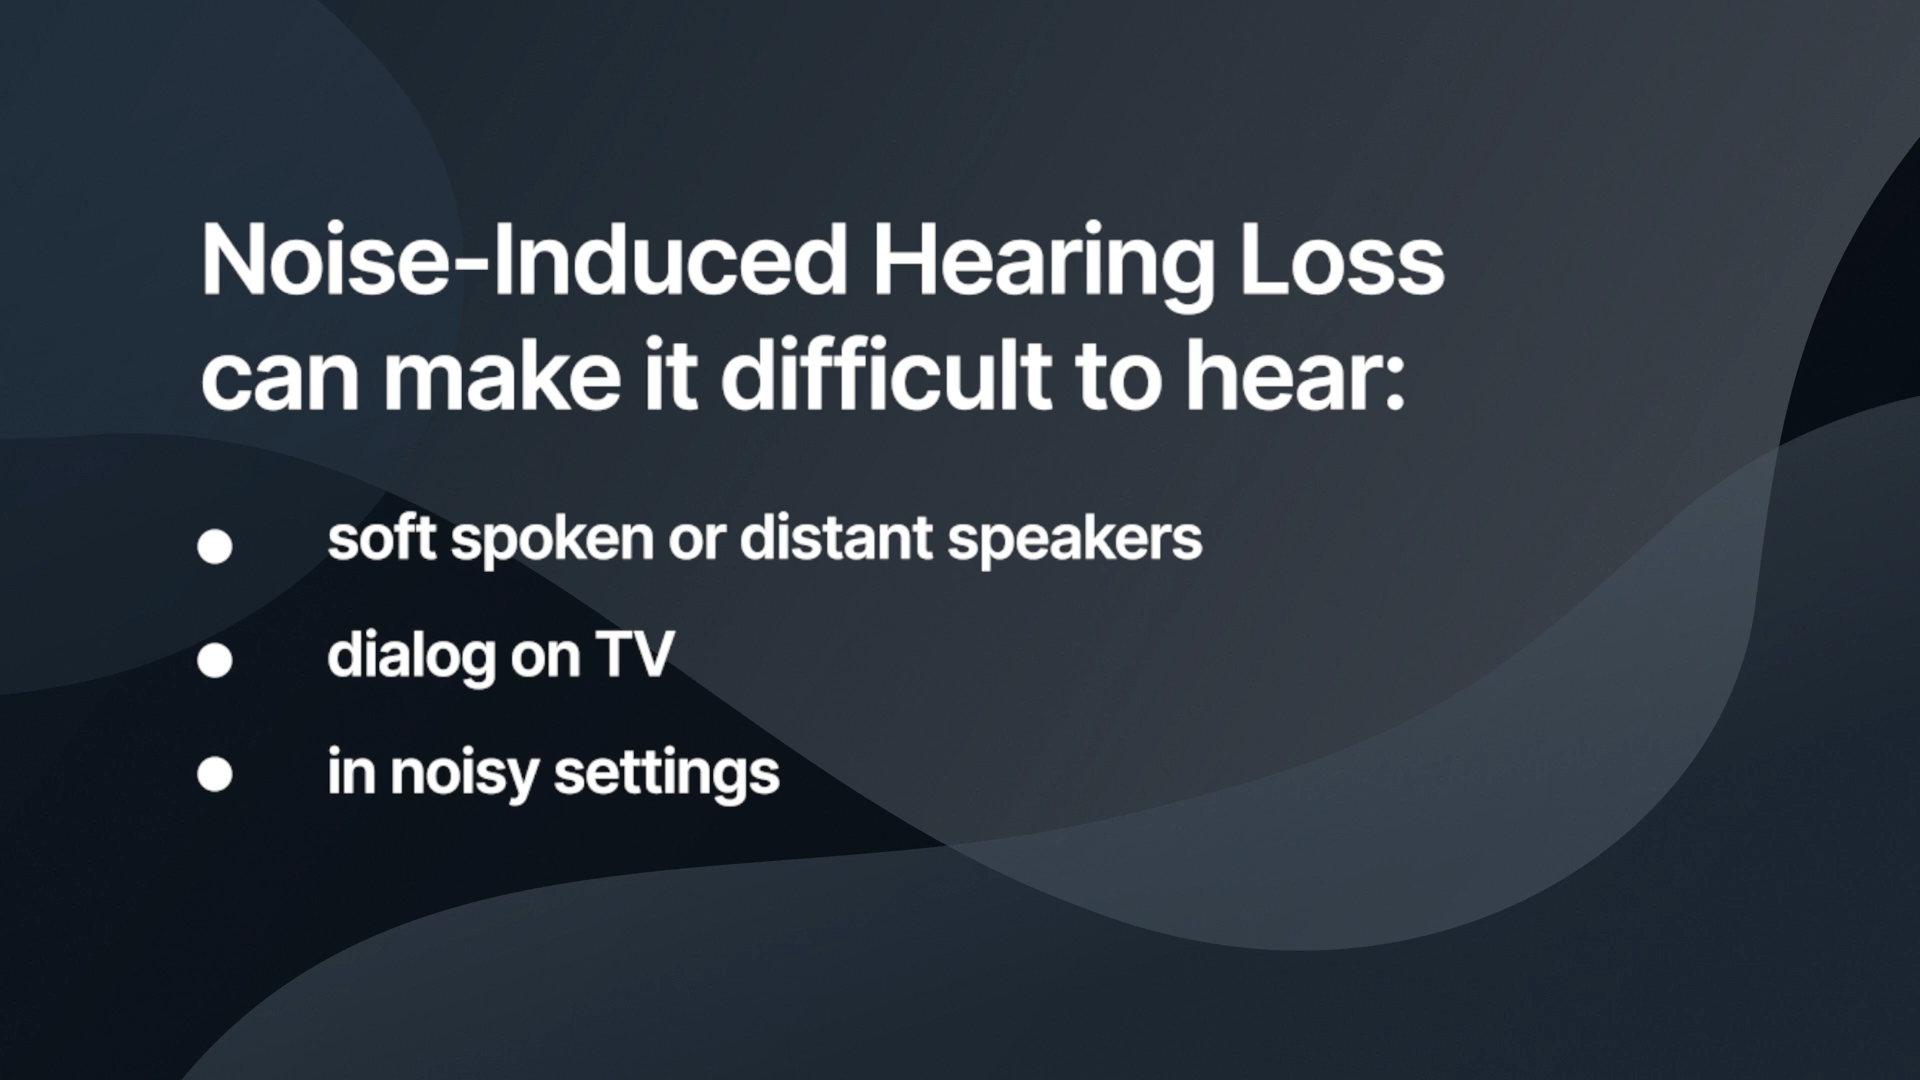 Noise-Induced Hearing Loss
can make it difficult to hear:
● soft spoken or distant speakers
● dialog on TV
● in noisy settings